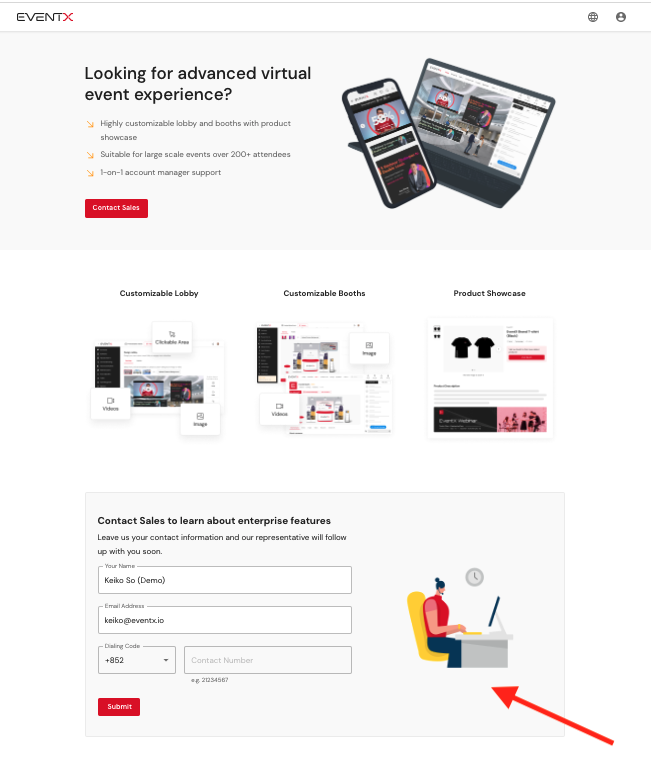 EVENTX
Looking for advanced virtual
event experience?
Highly customizable lobby and booths with product
showcase
Suitable for large scale events over 200+ attendees
1-on-1 account manager support
Contact Sales
Customizable Lobby
Customizable Booths
Product Showcase
Clickable Area
Videos
Image
Image
Videos
Product Description
EventX Webinar
Contact Sales to learn about enterprise features
Leave us your contact information and our representative will follow
up with you soon.
Your Name
Keiko So (Demo)
Email Address
keiko@eventx.io
Dialing Code
+852
Contact Number
e.g. 21234567
Submit